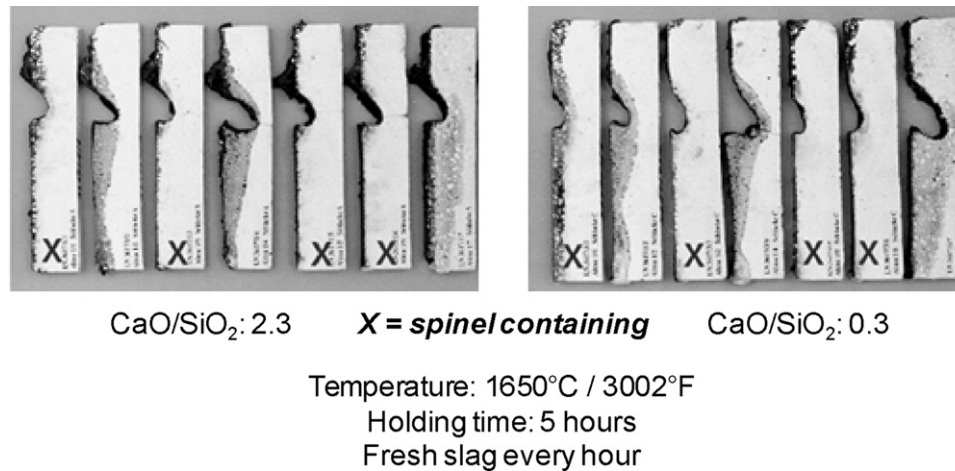 X X X X
X X X X
CaO/SiO₂: 2.3 X = spinel containing CaO/SiO₂: 0.3
Temperature: 1650°C / 3002°F
Holding time: 5 hours
Fresh slag every hour